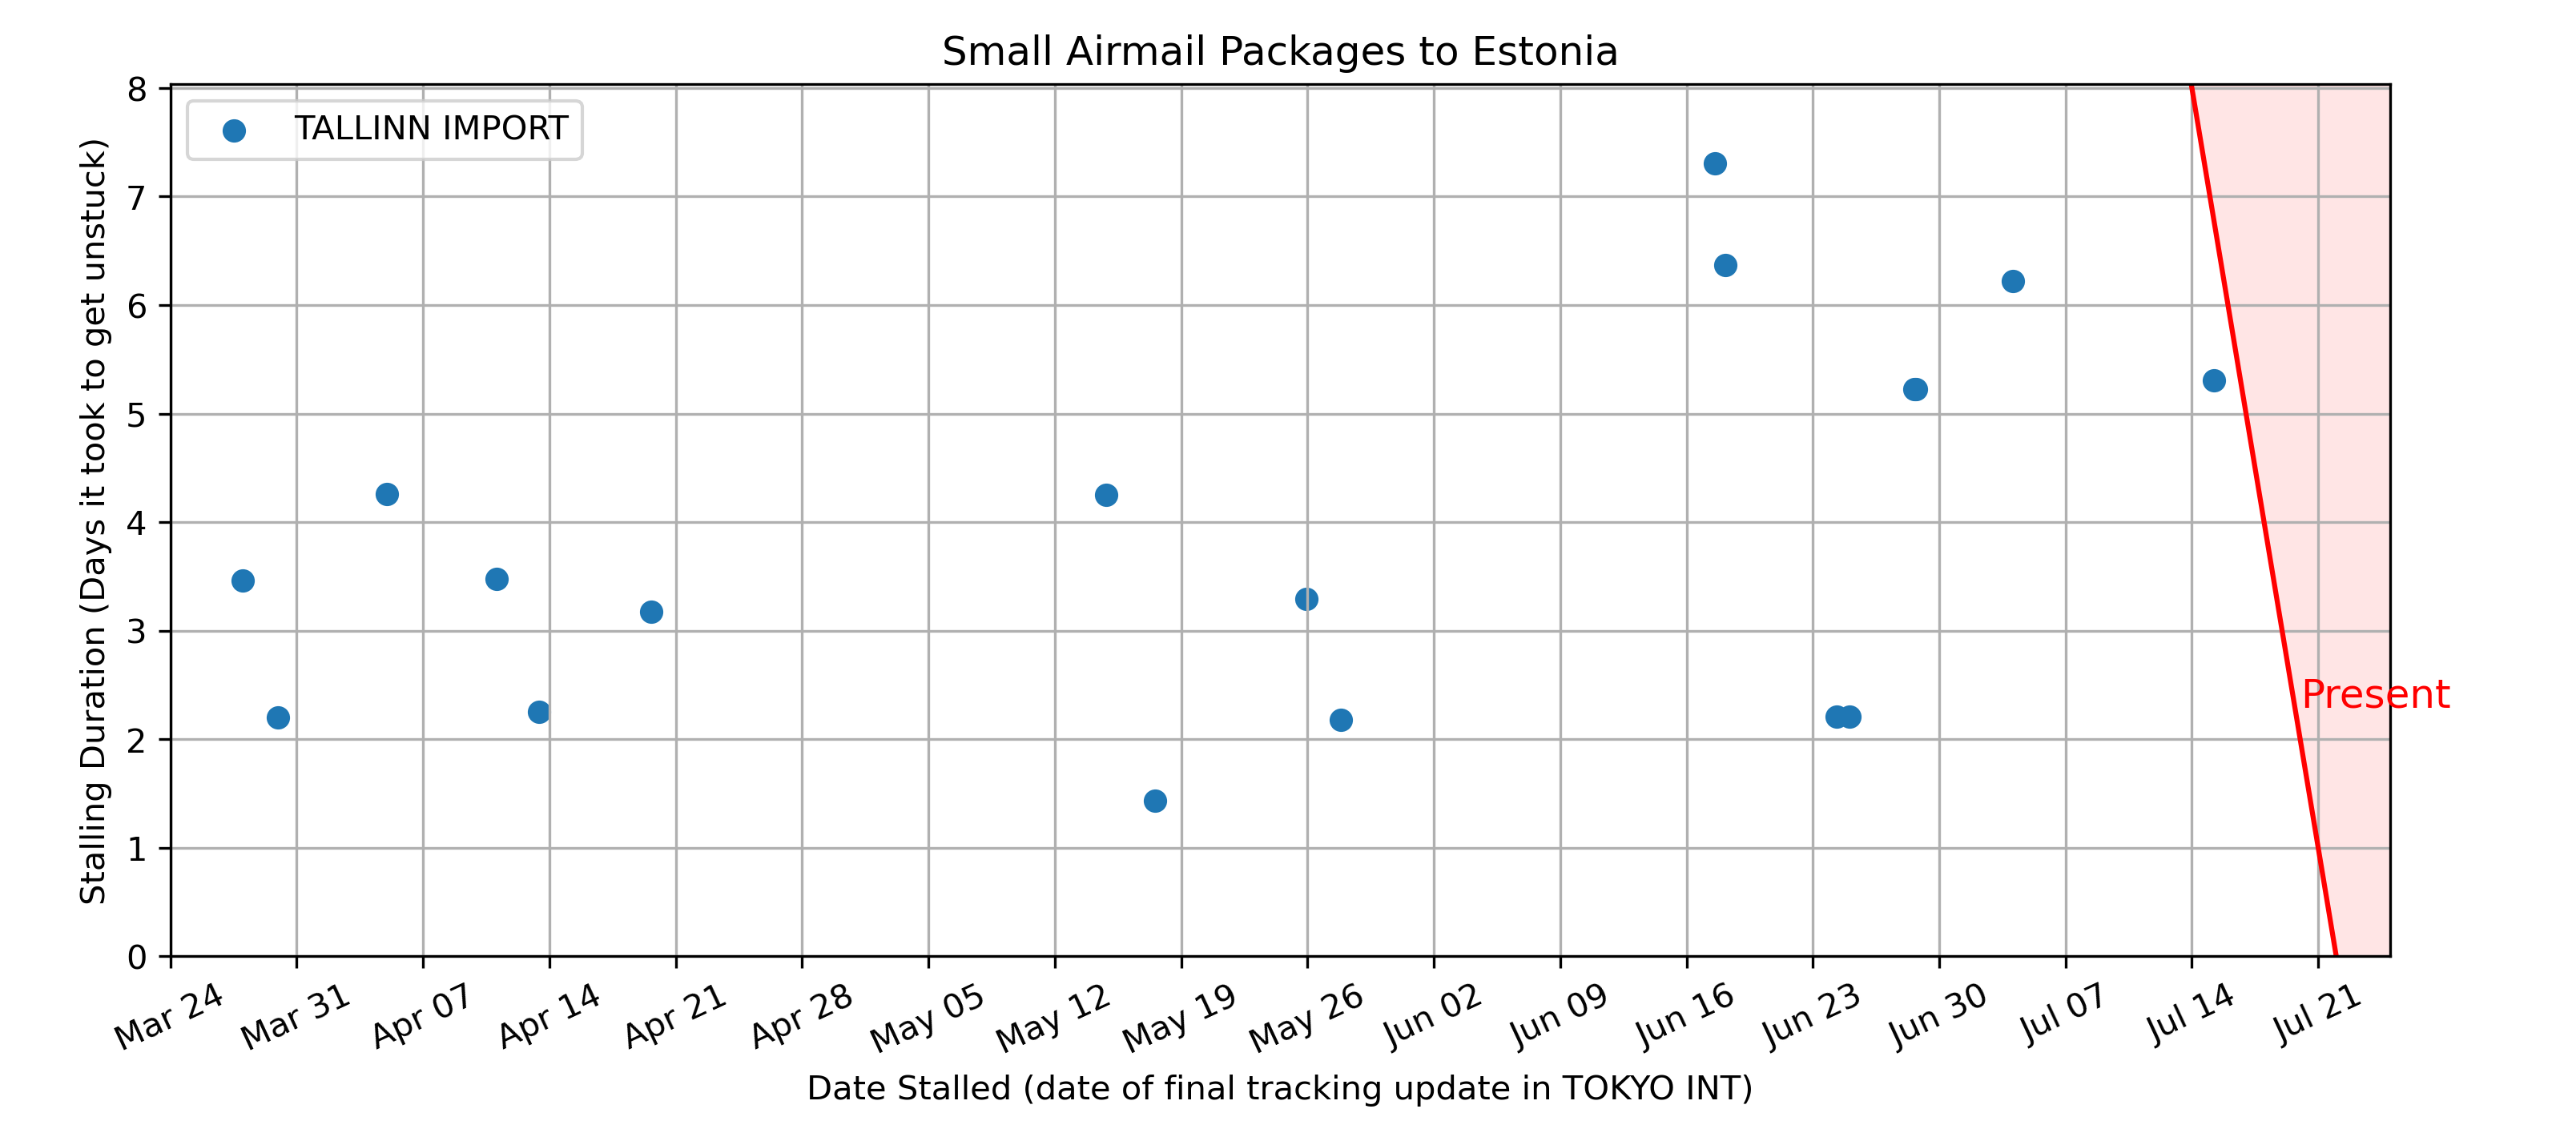 Small Airmail Packages to Estonia
TALLINN IMPORT
Stalling Duration (Days it took to get unstuck)
8
7
6
5
4
3
2
1
0
Present
Mar 24
Mar 31
Apr 07
Apr 14
Apr 21
Apr 28
May 05
May 12
May 19
May 26
Jun 02
Jun 09
Jun 16
Jun 23
Jun 30
Jul 07
Jul 14
Jul 21
Date Stalled (date of final tracking update in TOKYO INT)